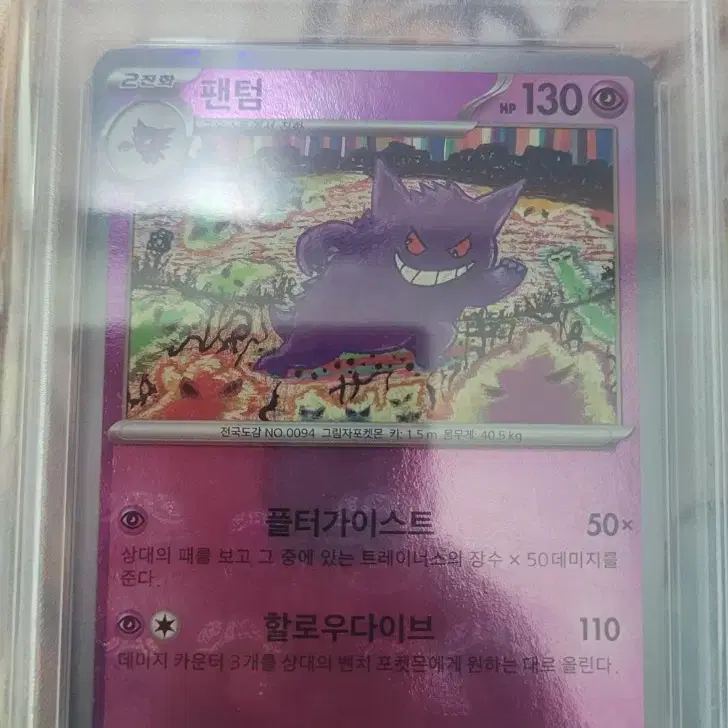 2진화
팬텀
HP 130
전국도감 NO.0094 그림자포켓몬 키: 1.5 m 몸무게: 40.5 kg
폴터가이스트 50×
상대의 패를 보고 그 중에 있는 트레이너스의 장수 × 50데미지를
준다.
할로우다이브 110
데미지 카운터 3개를 상대의 벤치 포켓몬에게 원하는 대로 올린다.